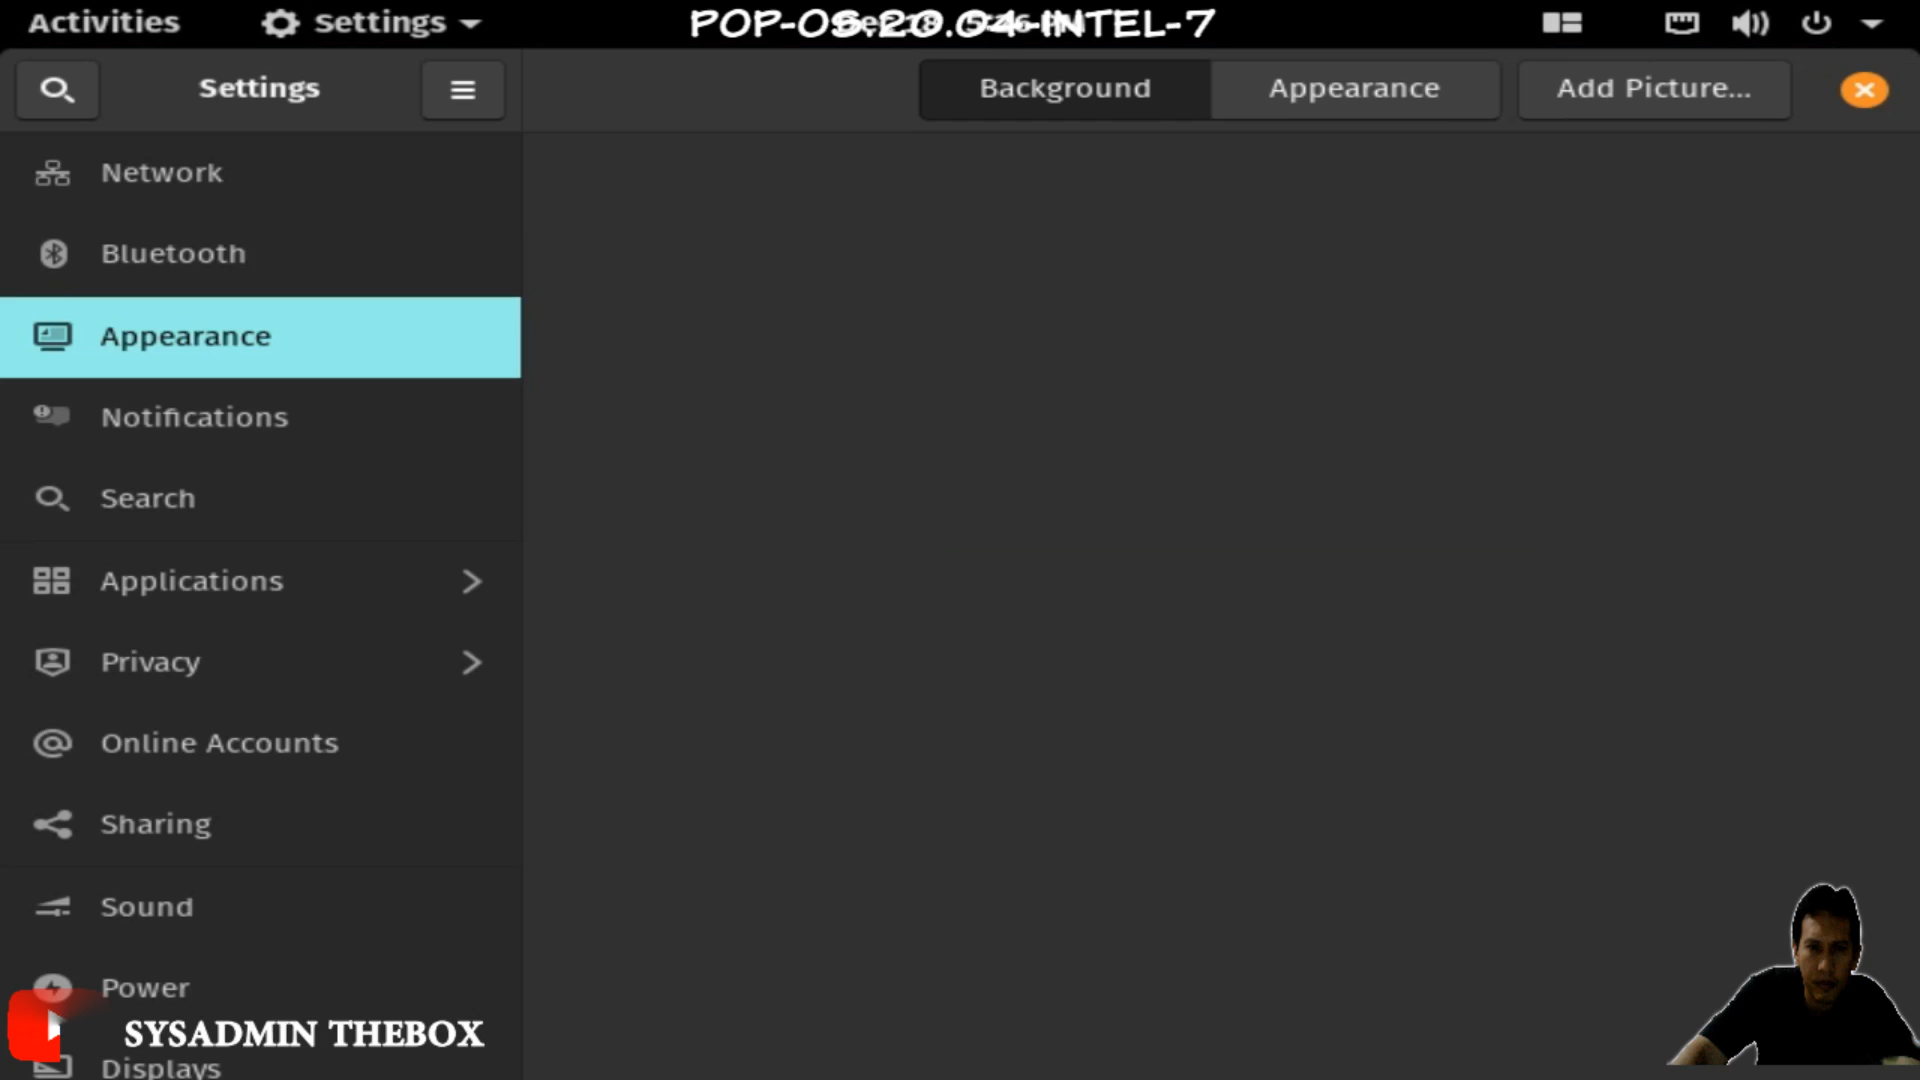 Activities Settings POP-OS.20.04-INTEL-7
Settings Background Appearance Add Picture...
Network
Bluetooth
Appearance
Notifications
Search
Applications
Privacy
Online Accounts
Sharing
Sound
Power
SYSADMIN THEBOX
Displays